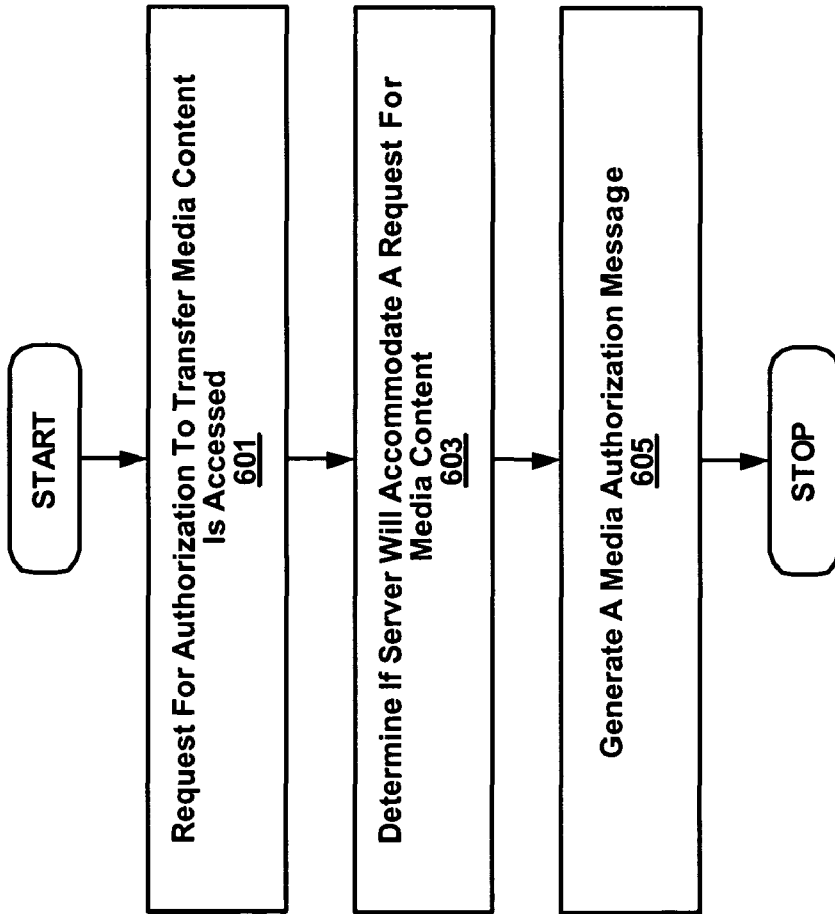 START
Request For Authorization To Transfer Media Content
Is Accessed
601
Determine If Server Will Accommodate A Request For
Media Content
603
Generate A Media Authorization Message
605
STOP